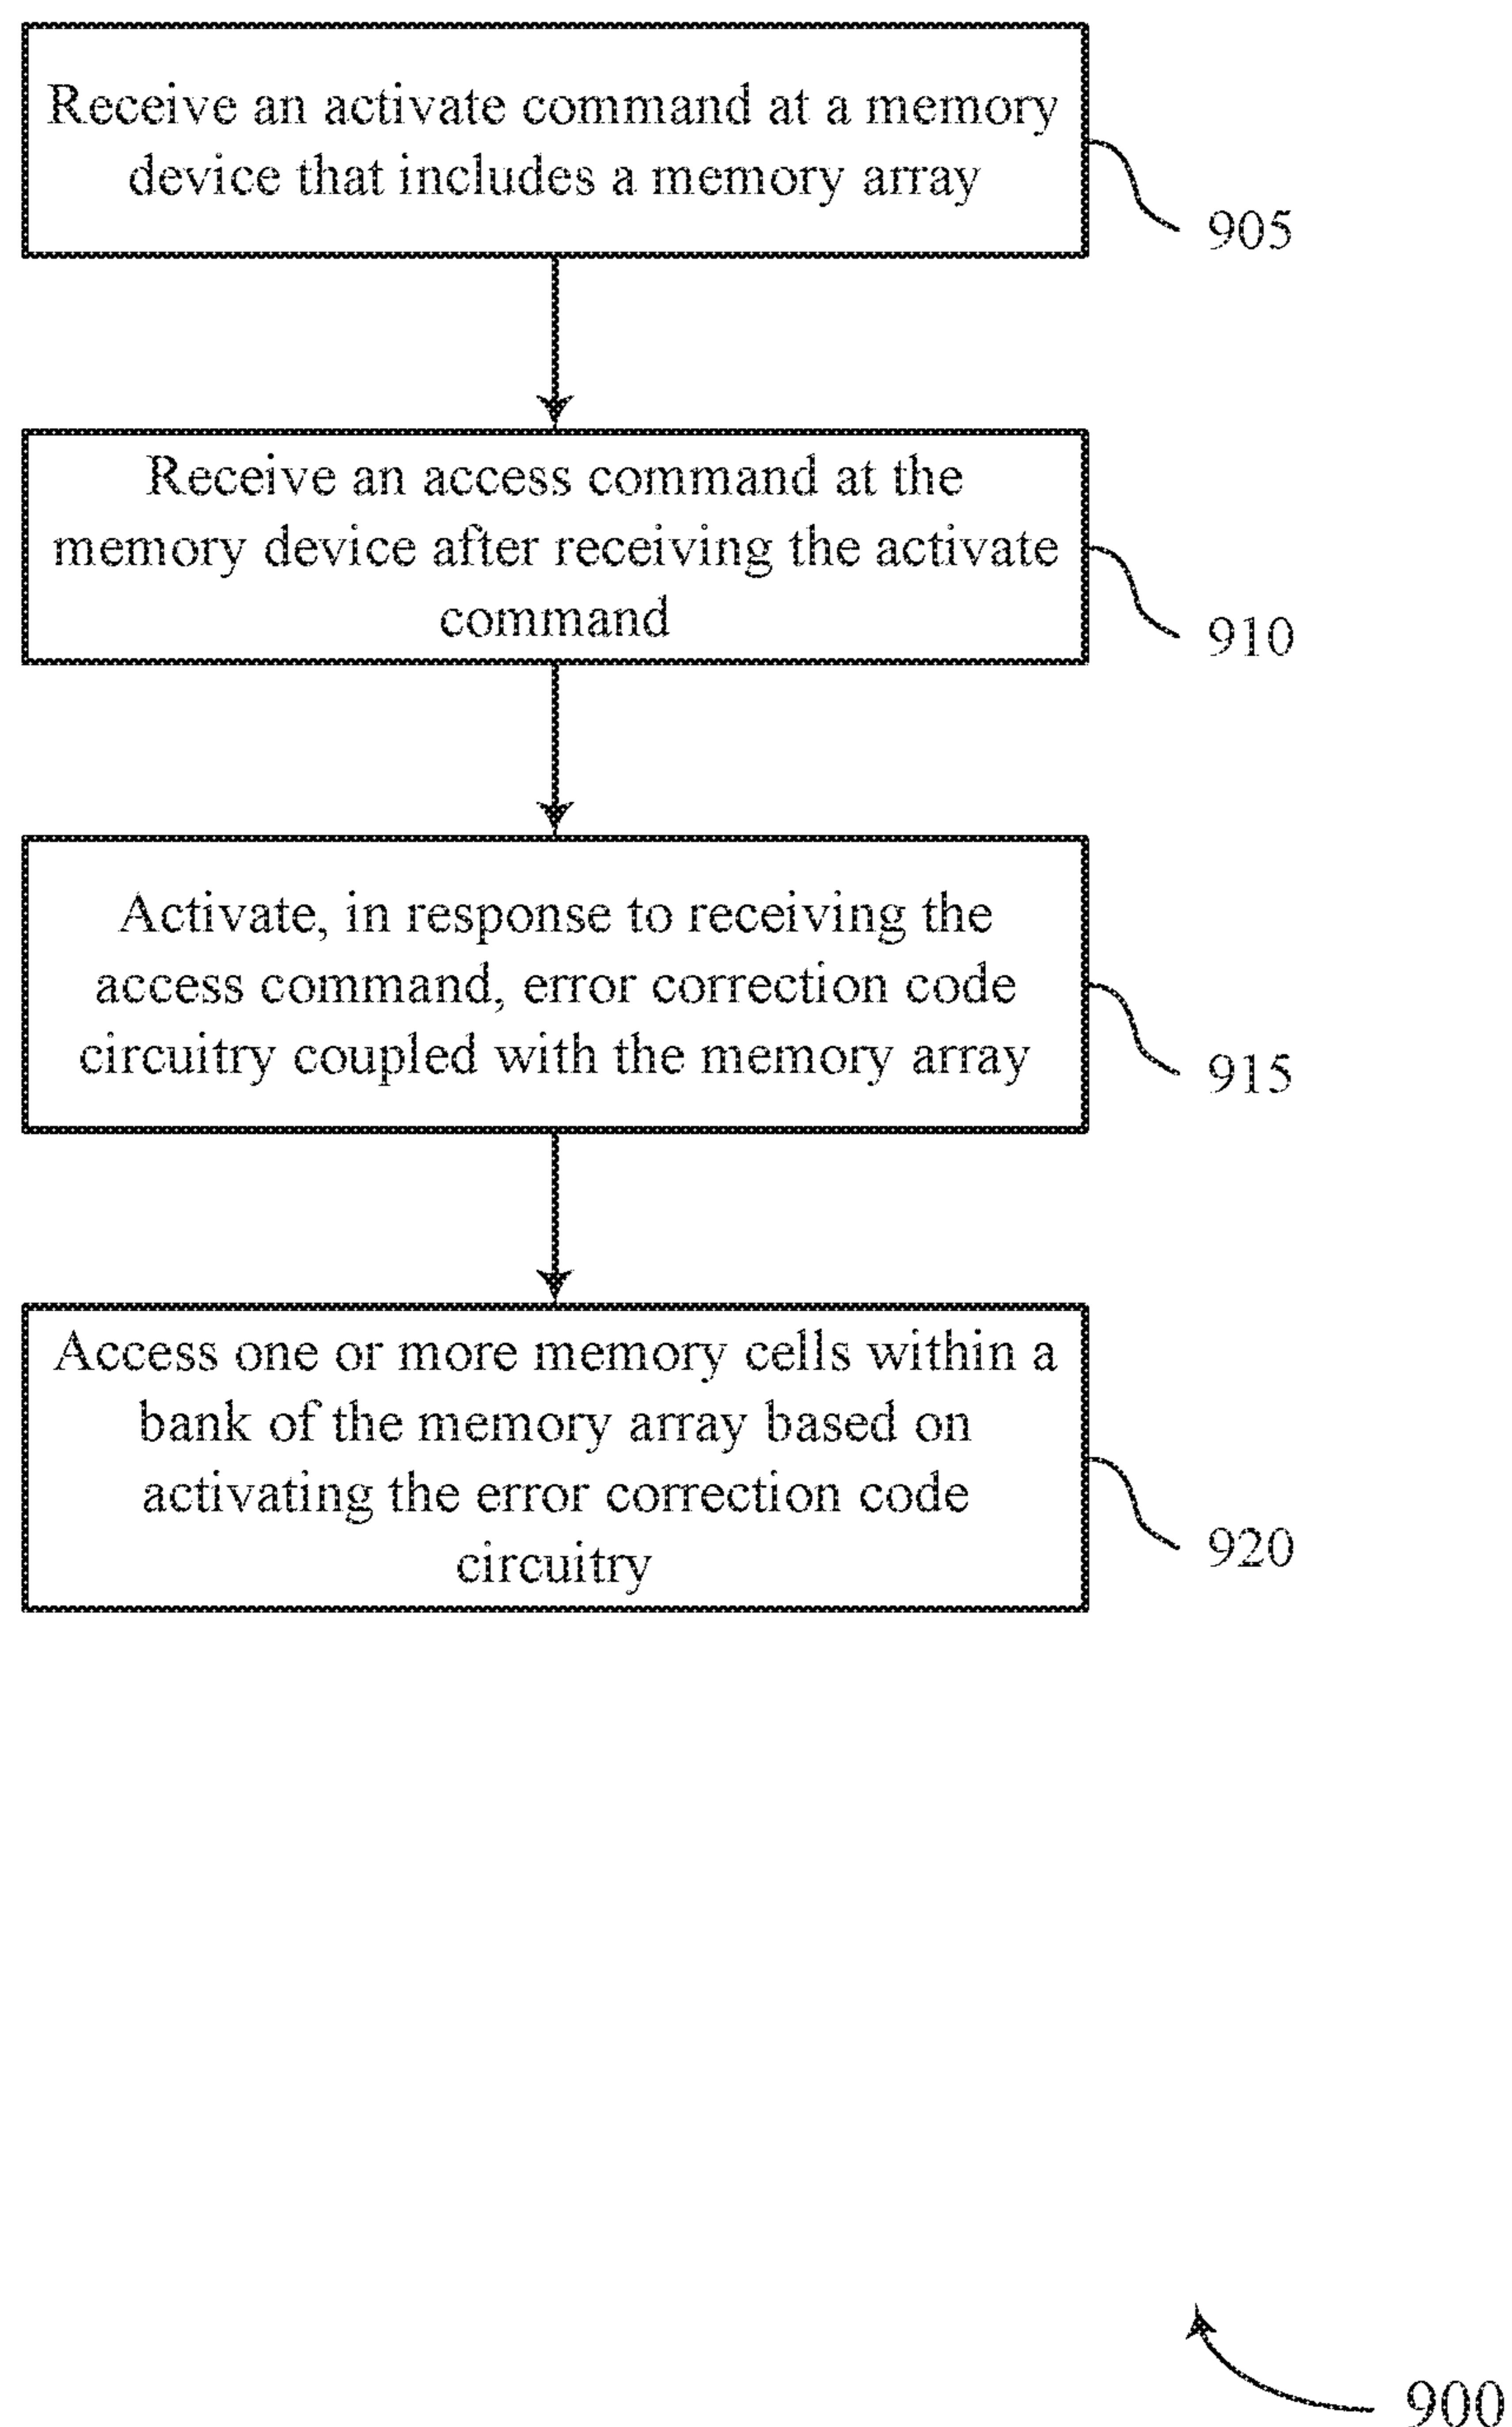 Receive an activate command at a memory
device that includes a memory array
905
Receive an access command at the
memory device after receiving the activate
command
910
Activate, in response to receiving the
access command, error correction code
circuitry coupled with the memory array
915
Access one or more memory cells within a
bank of the memory array based on
activating the error correction code
circuitry
920
900